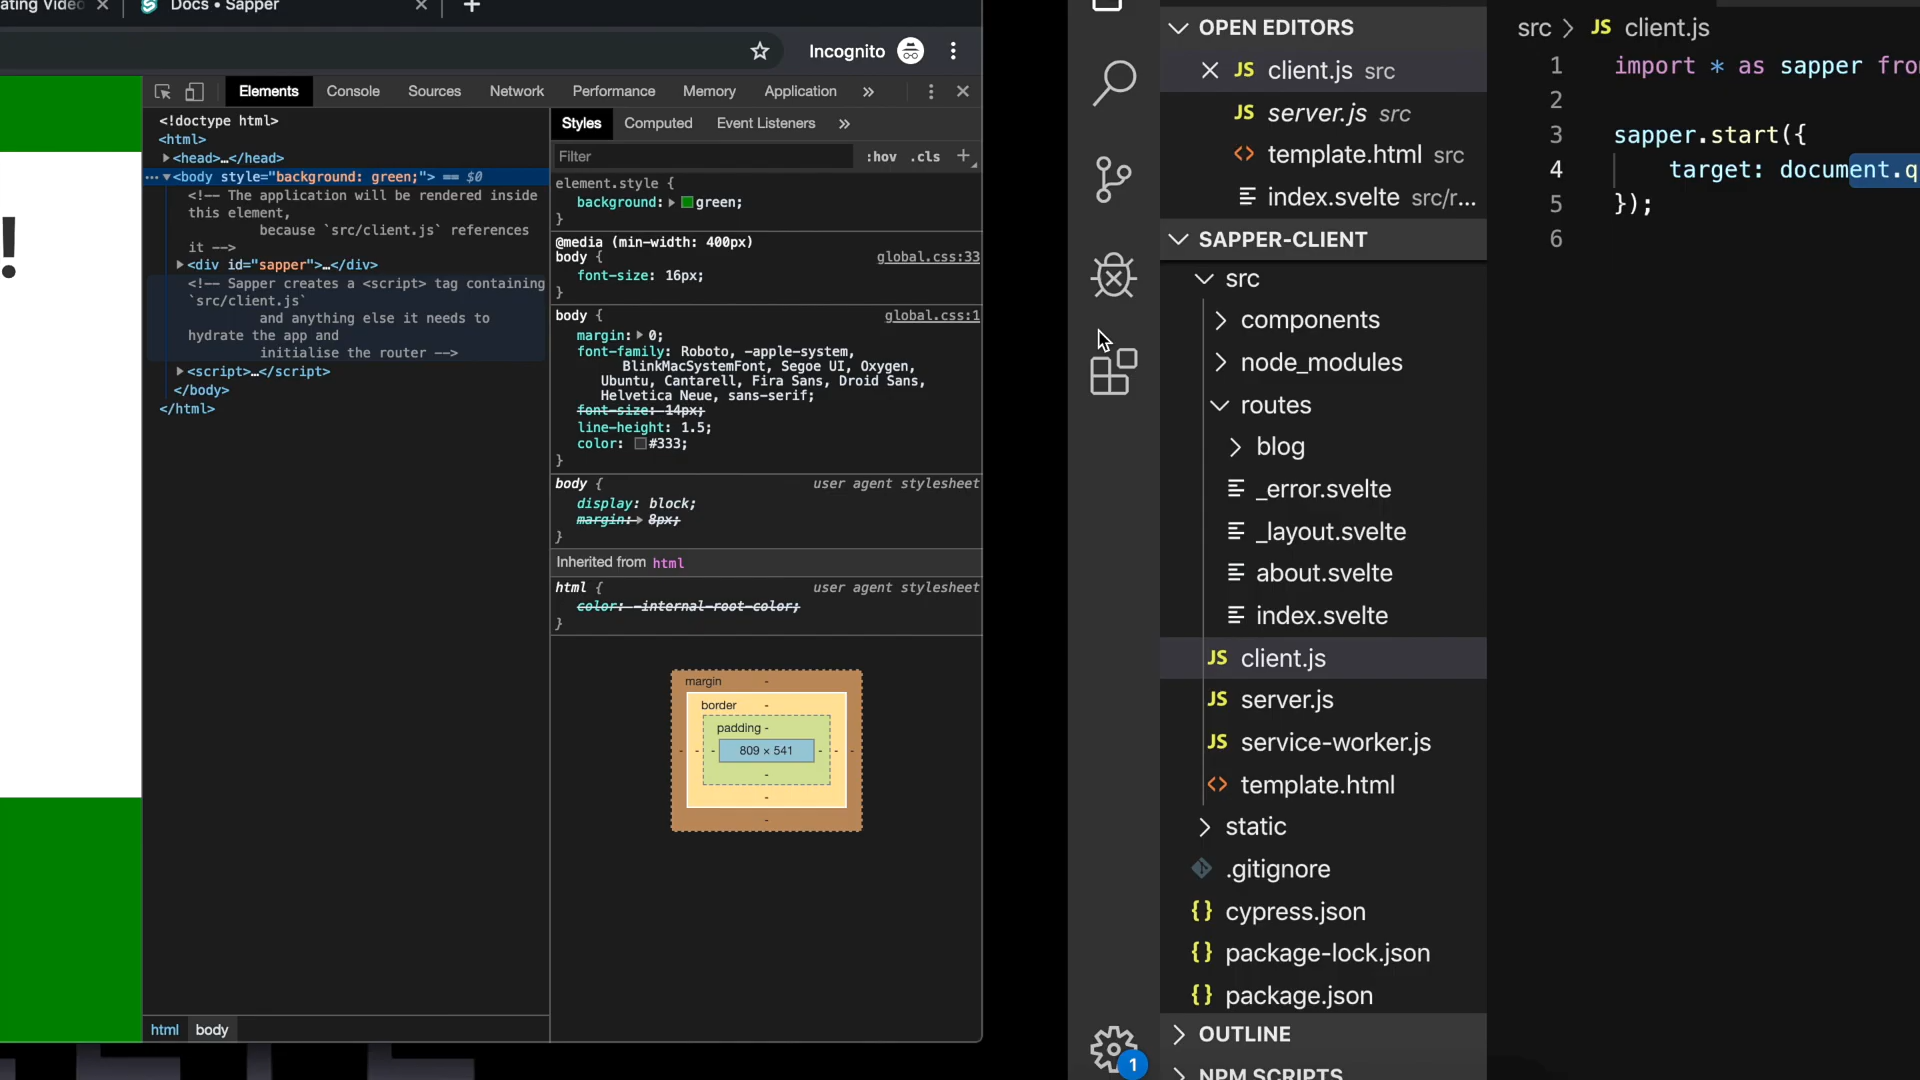 ating Video
Docs • Sapper
Incognito
!
Elements
Console
Sources
Network
Performance
Memory
Application
<!doctype html>
<html>
<head>…</head>
<body style="background: green;"> == $0
<!-- The application will be rendered inside
this element,
because `src/client.js` references
it -->
<div id="sapper">…</div>
<!-- Sapper creates a <script> tag containing
`src/client.js`
and anything else it needs to
hydrate the app and
initialise the router -->
<script>…</script>
</body>
</html>
html
body
Styles
Computed
Event Listeners
Filter
:hov .cls +
element.style {
background: green;
}
@media (min-width: 400px)
body { global.css:33
font-size: 16px;
}
body { global.css:1
margin: 0;
font-family: Roboto, -apple-system,
BlinkMacSystemFont, Segoe UI, Oxygen,
Ubuntu, Cantarell, Fira Sans, Droid Sans,
Helvetica Neue, sans-serif;
font-size: 14px;
line-height: 1.5;
color: #333;
}
body { user agent stylesheet
display: block;
margin: 8px;
}
Inherited from html
html { user agent stylesheet
color: -internal-root-color;
}
margin -
border -
padding -
- - - 809 × 541 - - -
-
-
-
OPEN EDITORS
JS client.js src
JS server.js src
<> template.html src
index.svelte src/r...
SAPPER-CLIENT
src
components
node_modules
routes
blog
_error.svelte
_layout.svelte
about.svelte
index.svelte
JS client.js
JS server.js
JS service-worker.js
<> template.html
static
.gitignore
{} cypress.json
{} package-lock.json
{} package.json
OUTLINE
NPM SCRIPTS
1
src > JS client.js
1 import * as sapper fro
2
3 sapper.start({
4 target: document.q
5 });
6